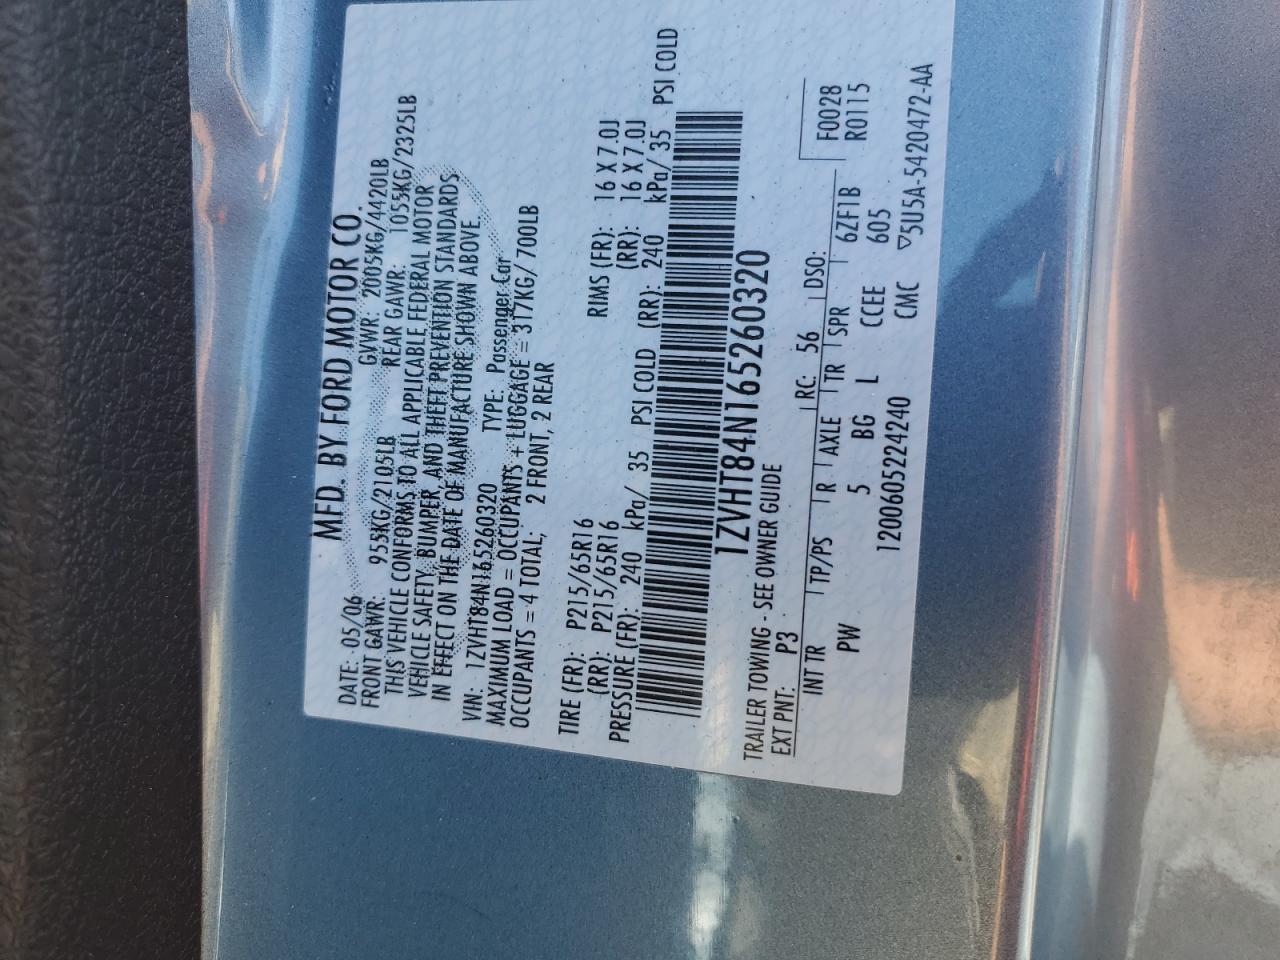 MFD. BY FORD MOTOR CO.
DATE: 05/06 GVWR: 2005KG/4420LB
FRONT GAWR: 955KG/2105LB REAR GAWR: 1055KG/2325LB
THIS VEHICLE CONFORMS TO ALL APPLICABLE FEDERAL MOTOR
VEHICLE SAFETY, BUMPER, AND THEFT PREVENTION STANDARDS
IN EFFECT ON THE DATE OF MANUFACTURE SHOWN ABOVE.
VIN: 1ZVHT84N165260320 TYPE: Passenger Car
MAXIMUM LOAD = OCCUPANTS + LUGGAGE = 317KG/ 700LB
OCCUPANTS = 4 TOTAL; 2 FRONT, 2 REAR
TIRE (FR): P215/65R16 RIMS (FR): 16 X 7.0J
(RR): P215/65R16 (RR): 16 X 7.0J
PRESSURE (FR): 240 kPa/ 35 PSI COLD (RR): 240 kPa/ 35 PSI COLD
1ZVHT84N165260320
TRAILER TOWING - SEE OWNER GUIDE
EXT PNT: P3 RC: 56 DSO: F0028
INT TR TP/PS R AXLE TR SPR 6ZF1B R0115
PW 5 BG L CCEE 605
1200605224240 CMC ▽5U5A-5420472-AA